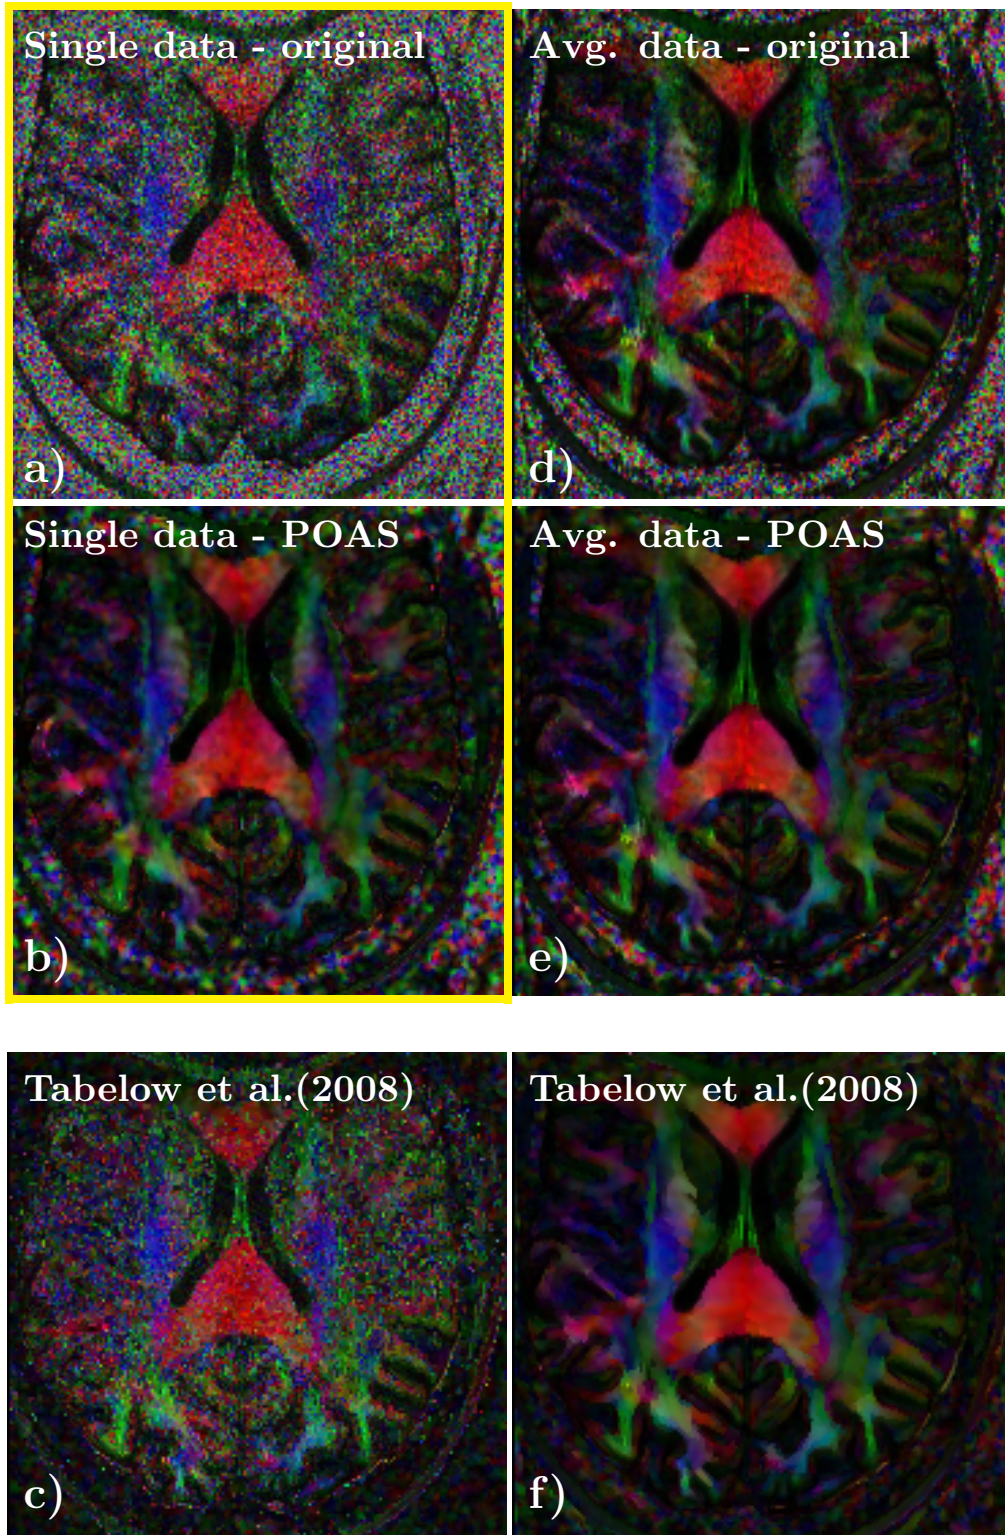 Single data - original
Avg. data - original
a)
d)
Single data - POAS
Avg. data - POAS
b)
e)
Tabelow et al.(2008)
Tabelow et al.(2008)
c)
f)